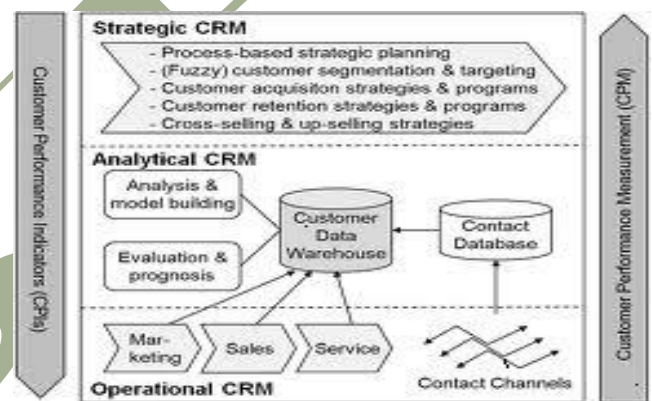 Strategic CRM
- Process-based strategic planning
- (Fuzzy) customer segmentation & targeting
- Customer acquisiton strategies & programs
- Customer retention strategies & programs
- Cross-selling & up-selling strategies
Analytical CRM
Analysis &
model building
Evaluation &
prognosis
Customer
Data
Warehouse
Contact
Database
Mar-
keting
Sales
Service
Contact Channels
Operational CRM
Customer Performance Indikators (CPIs)
Customer Performance Measurement (CPM)